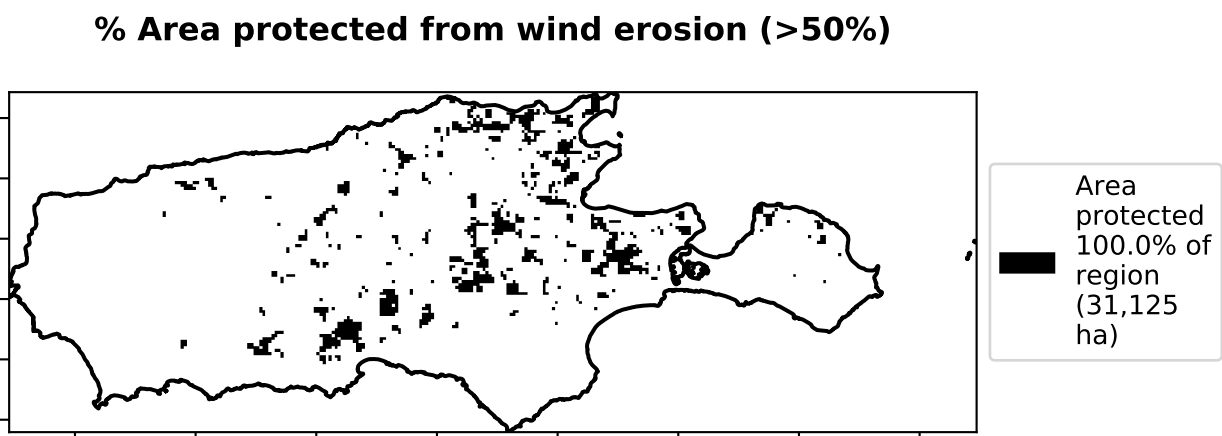 % Area protected from wind erosion (>50%)
Area
protected
100.0% of
region
(31,125
ha)